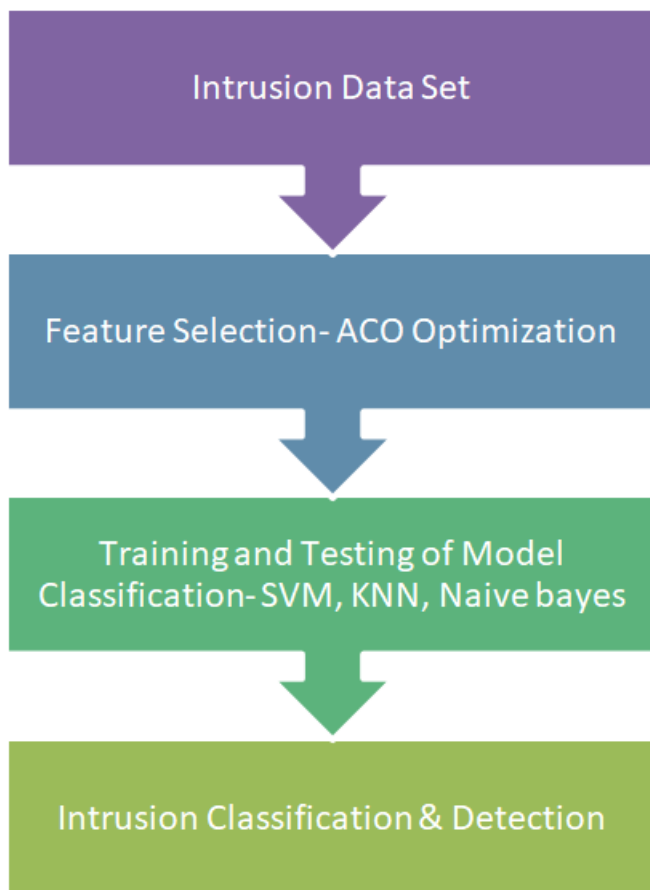 Intrusion Data Set
Feature Selection- ACO Optimization
Training and Testing of Model
Classification- SVM, KNN, Naive bayes
Intrusion Classification & Detection